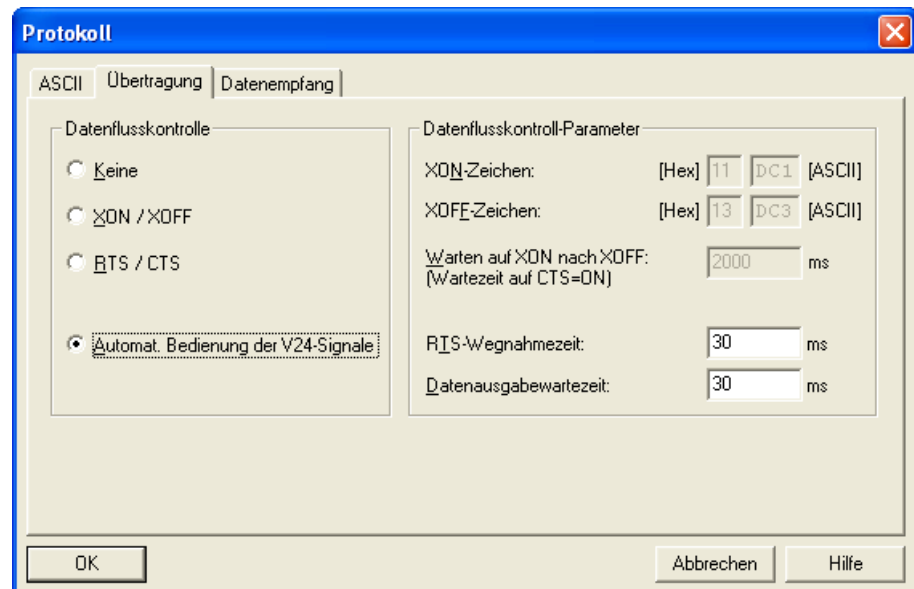 Protokoll
ASCII Übertragung Datenempfang
Datenflusskontrolle
Keine
XON / XOFF
RTS / CTS
Automat. Bedienung der V24-Signale
Datenflusskontroll-Parameter
XON-Zeichen: [Hex] 11 DC1 [ASCII]
XOFF-Zeichen: [Hex] 13 DC3 [ASCII]
Warten auf XON nach XOFF: 2000 ms
(Wartezeit auf CTS=ON)
RTS-Wegnahmezeit: 30 ms
Datenausgabewartezeit: 30 ms
OK Abbrechen Hilfe